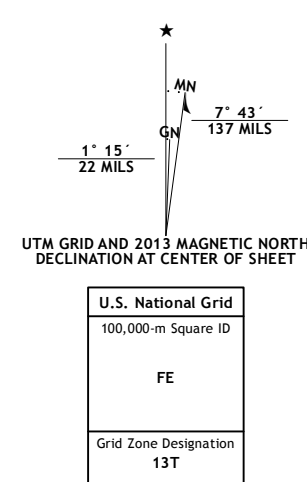 ★
MN
7° 43´
137 MILS
GN
1° 15´
22 MILS
UTM GRID AND 2013 MAGNETIC NORTH
DECLINATION AT CENTER OF SHEET
U.S. National Grid
100,000-m Square ID
FE
Grid Zone Designation
13T